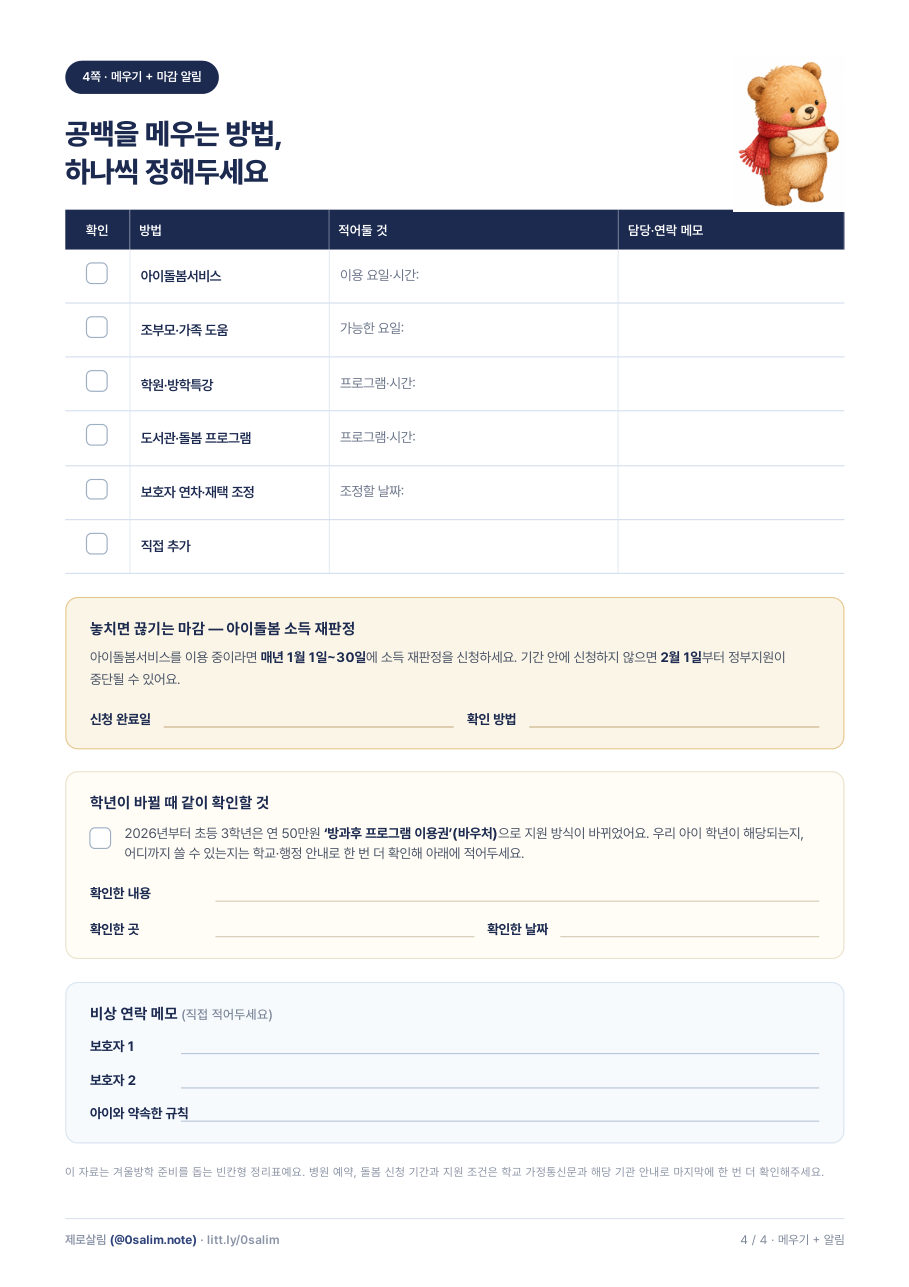 4쪽 · 메우기 + 마감 알림
공백을 메우는 방법,
하나씩 정해두세요
확인 방법 적어둘 것 담당·연락 메모
아이돌봄서비스 이용 요일·시간:
조부모·가족 도움 가능한 요일:
학원·방학특강 프로그램·시간:
도서관·돌봄 프로그램 프로그램·시간:
보호자 연차·재택 조정 조정할 날짜:
직접 추가
놓치면 끊기는 마감 — 아이돌봄 소득 재판정
아이돌봄서비스를 이용 중이라면 매년 1월 1일~30일에 소득 재판정을 신청하세요. 기간 안에 신청하지 않으면 2월 1일부터 정부지원이
중단될 수 있어요.
신청 완료일 확인 방법
학년이 바뀔 때 같이 확인할 것
2026년부터 초등 3학년은 연 50만원 ‘방과후 프로그램 이용권’(바우처)으로 지원 방식이 바뀌었어요. 우리 아이 학년이 해당되는지,
어디까지 쓸 수 있는지는 학교·행정 안내로 한 번 더 확인해 아래에 적어두세요.
확인한 내용
확인한 곳 확인한 날짜
비상 연락 메모 (직접 적어두세요)
보호자 1
보호자 2
아이와 약속한 규칙
이 자료는 겨울방학 준비를 돕는 빈칸형 정리표예요. 병원 예약, 돌봄 신청 기간과 지원 조건은 학교 가정통신문과 해당 기관 안내로 마지막에 한 번 더 확인해주세요.
제로살림 (@0salim.note) · litt.ly/0salim 4 / 4 · 메우기 + 알림